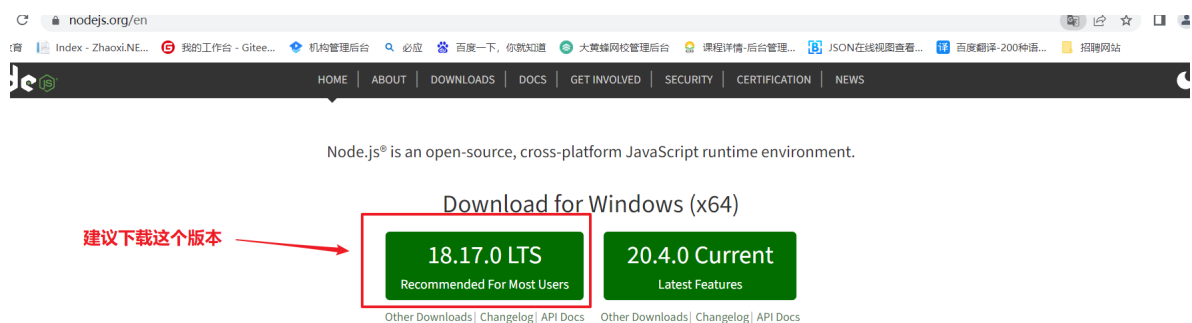 nodejs.org/en
Index - Zhaoxi.NE... 我的工作台 - Gitee... 机构管理后台 必应 百度一下，你就知道 大黄蜂网校管理后台 课程详情-后台管理... JSON在线视图查看... 百度翻译-200种语... 招聘网站
HOME | ABOUT | DOWNLOADS | DOCS | GET INVOLVED | SECURITY | CERTIFICATION | NEWS
Node.js® is an open-source, cross-platform JavaScript runtime environment.
Download for Windows (x64)
建议下载这个版本
18.17.0 LTS
Recommended For Most Users
20.4.0 Current
Latest Features
Other Downloads | Changelog | API Docs
Other Downloads | Changelog | API Docs